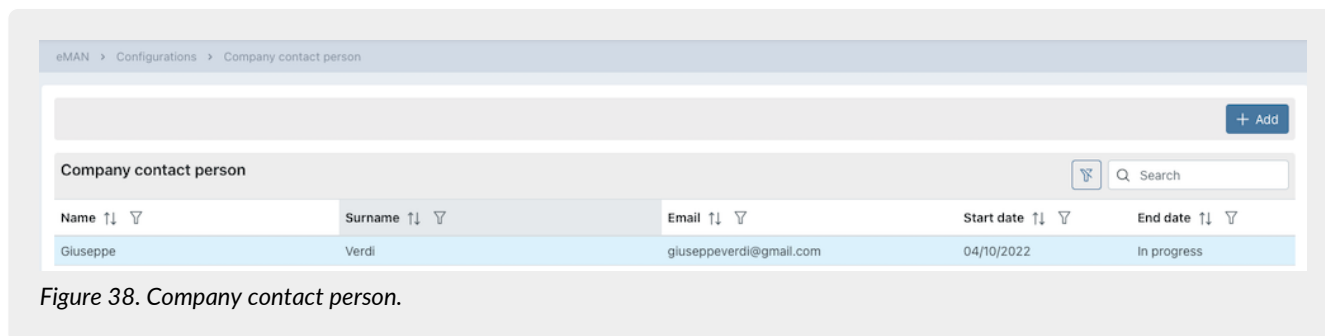 eMAN > Configurations > Company contact person
+ Add
Company contact person
Search
Name Surname Email Start date End date
Giuseppe Verdi giuseppeverdi@gmail.com 04/10/2022 In progress
Figure 38. Company contact person.